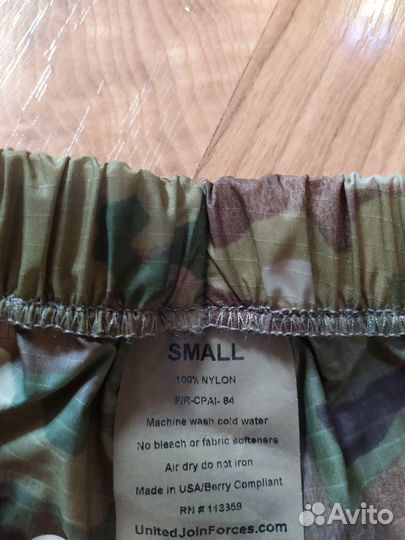 SMALL
100% NYLON
F/R-CPAI- 84
Machine wash cold water
No bleach or fabric softeners
Air dry do not iron
Made in USA/Berry Compliant
RN # 113359
UnitedJoinForces.com
Avito